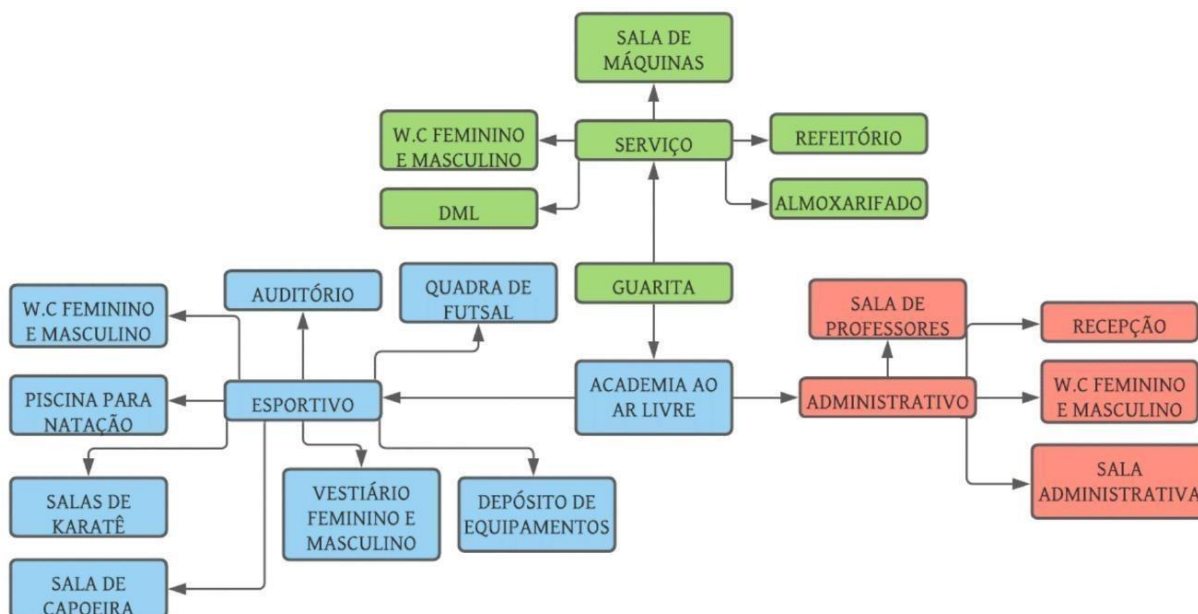 SALA DE
MÁQUINAS
W.C FEMININO
E MASCULINO
SERVIÇO
REFEITÓRIO
DML
ALMOXARIFADO
GUARITA
W.C FEMININO
E MASCULINO
AUDITÓRIO
QUADRA DE
FUTSAL
SALA DE
PROFESSORES
RECEPÇÃO
PISCINA PARA
NATAÇÃO
ESPORTIVO
ACADEMIA AO
AR LIVRE
ADMINISTRATIVO
W.C FEMININO
E MASCULINO
SALAS DE
KARATÊ
VESTIÁRIO
FEMININO E
MASCULINO
DEPÓSITO DE
EQUIPAMENTOS
SALA
ADMINISTRATIVA
SALA DE
CAPOEIRA